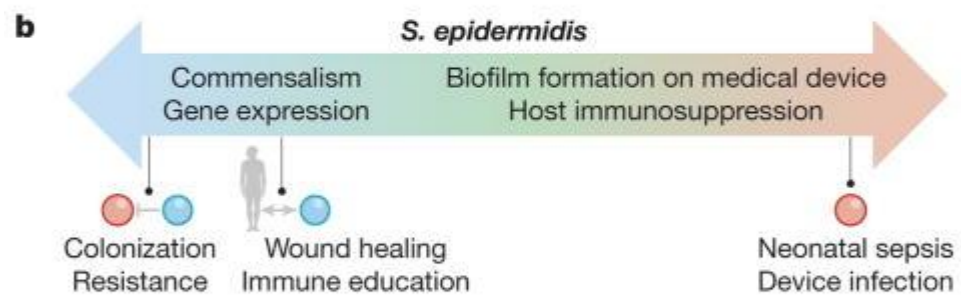 b
S. epidermidis
Commensalism
Gene expression
Biofilm formation on medical device
Host immunosuppression
Colonization
Resistance
Wound healing
Immune education
Neonatal sepsis
Device infection